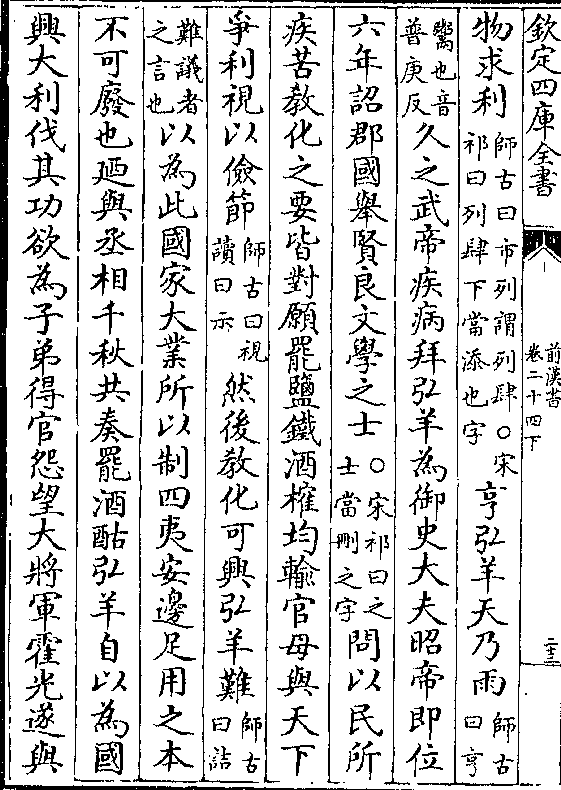 欽定四庫全書 前漢書卷二十四下 二十三
物求利師古曰市列謂列肆○宋祁曰列肆下當添也字亨弘羊天乃雨師古曰亨
鬻也音普庚反久之武帝疾病拜弘羊為御史大夫昭帝即位
六年詔郡國舉賢良文學之士○宋祁曰之士當刪之字問以民所
疾苦教化之要皆對願罷鹽鐵酒榷均輸官母與天下
爭利視以儉節師古曰視讀曰示然後教化可興弘羊難師古曰詰
難議者之言也以為此國家大業所以制四夷安邊足用之本
不可廢也廼與丞相千秋共奏罷酒酤弘羊自以為國
興大利伐其功欲為子弟得官怨望大將軍霍光遂與